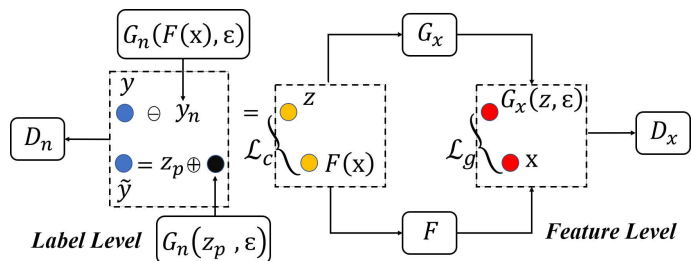 G_n(F(x), ε)
G_x
y
y_n
=
z
G_x(z, ε)
⊖
D_n
ℒ_c
ℒ_g
D_x
= z_p ⊕
F(x)
x
ỹ
G_n(z_p , ε)
F
Label Level
Feature Level